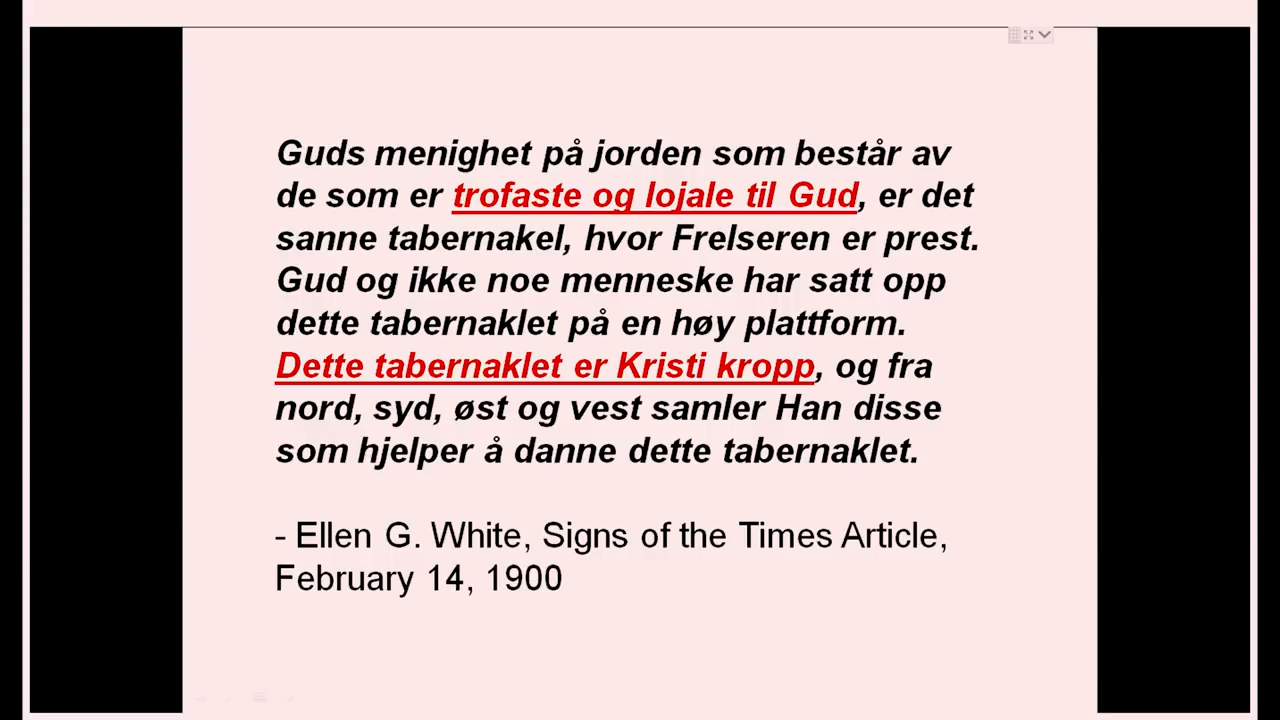 Guds menighet på jorden som består av
de som er trofaste og lojale til Gud, er det
sanne tabernakel, hvor Frelseren er prest.
Gud og ikke noe menneske har satt opp
dette tabernaklet på en høy plattform.
Dette tabernaklet er Kristi kropp, og fra
nord, syd, øst og vest samler Han disse
som hjelper å danne dette tabernaklet.
- Ellen G. White, Signs of the Times Article,
February 14, 1900